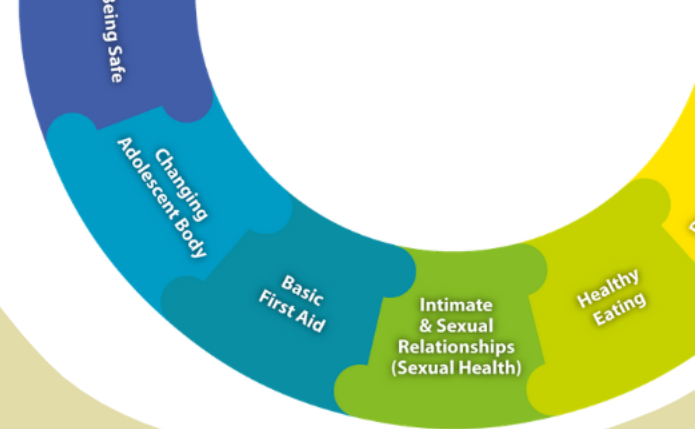 Being Safe
Changing
Adolescent Body
Basic
First Aid
Intimate
& Sexual
Relationships
(Sexual Health)
Healthy
Eating